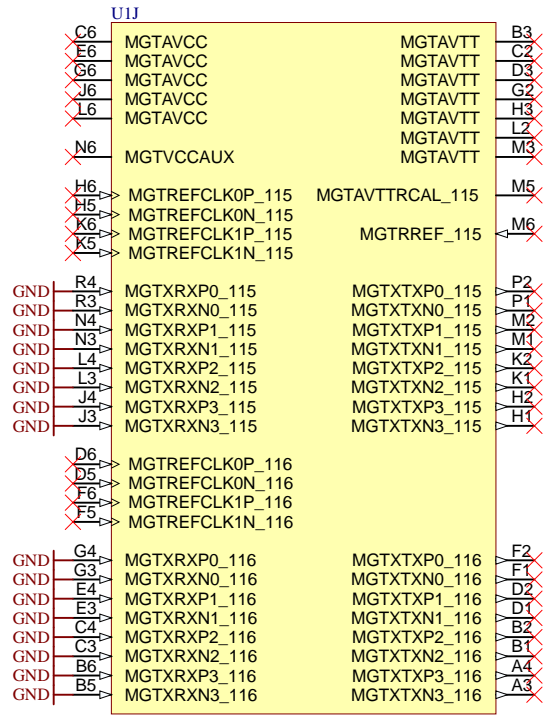 U1J
C6 MGTAVCC MGTAVTT B3
E6 MGTAVCC MGTAVTT C2
G6 MGTAVCC MGTAVTT D3
J6 MGTAVCC MGTAVTT G2
L6 MGTAVCC MGTAVTT H3
MGTAVTT L2
N6 MGTVCCAUX MGTAVTT M3
H6 MGTREFCLK0P_115 MGTAVTTRCAL_115 M5
H5 MGTREFCLK0N_115
K6 MGTREFCLK1P_115 MGTRREF_115 M6
K5 MGTREFCLK1N_115
GND R4 MGTXRXP0_115 MGTXTXP0_115 P2
GND R3 MGTXRXN0_115 MGTXTXN0_115 P1
GND N4 MGTXRXP1_115 MGTXTXP1_115 M2
GND N3 MGTXRXN1_115 MGTXTXN1_115 M1
GND L4 MGTXRXP2_115 MGTXTXP2_115 K2
GND L3 MGTXRXN2_115 MGTXTXN2_115 K1
GND J4 MGTXRXP3_115 MGTXTXP3_115 H2
GND J3 MGTXRXN3_115 MGTXTXN3_115 H1
D6 MGTREFCLK0P_116
D5 MGTREFCLK0N_116
F6 MGTREFCLK1P_116
F5 MGTREFCLK1N_116
GND G4 MGTXRXP0_116 MGTXTXP0_116 F2
GND G3 MGTXRXN0_116 MGTXTXN0_116 F1
GND E4 MGTXRXP1_116 MGTXTXP1_116 D2
GND E3 MGTXRXN1_116 MGTXTXN1_116 D1
GND C4 MGTXRXP2_116 MGTXTXP2_116 B2
GND C3 MGTXRXN2_116 MGTXTXN2_116 B1
GND B6 MGTXRXP3_116 MGTXTXP3_116 A4
GND B5 MGTXRXN3_116 MGTXTXN3_116 A3